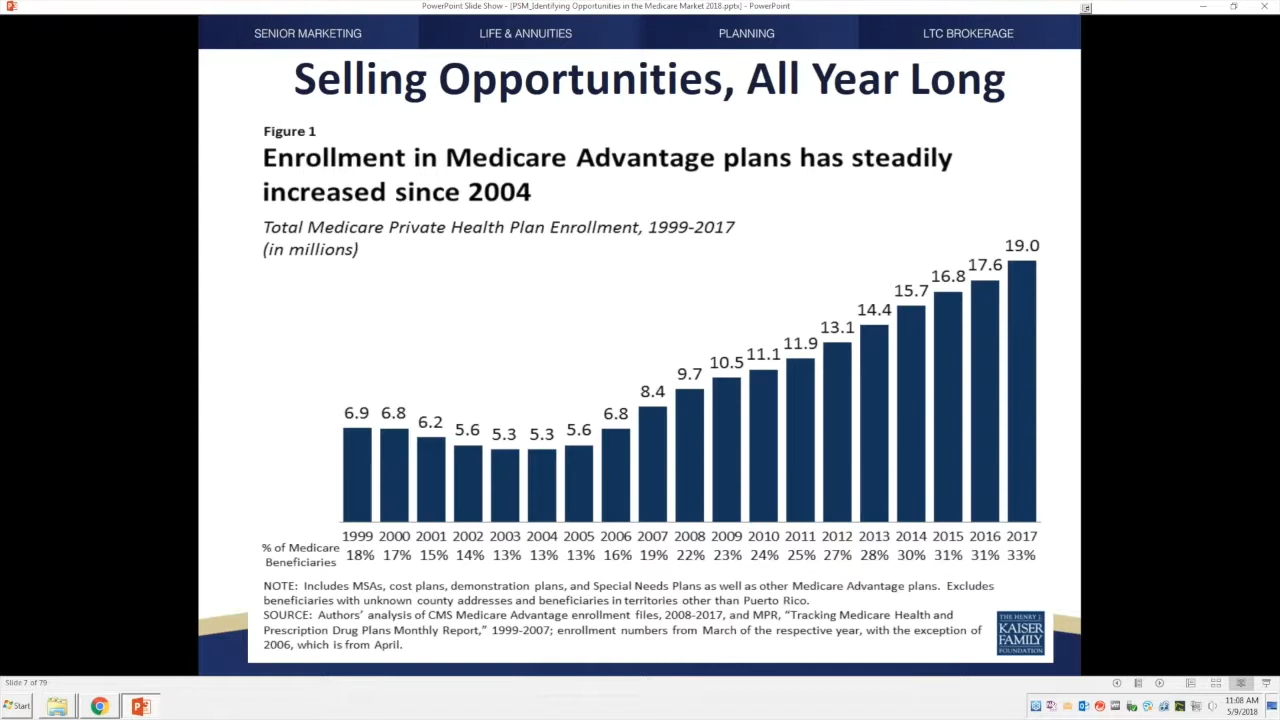 PowerPoint Slide Show - [PSM_Identifying Opportunities in the Medicare Market 2018.pptx] - PowerPoint
SENIOR MARKETING LIFE & ANNUITIES PLANNING LTC BROKERAGE
Selling Opportunities, All Year Long
Figure 1
Enrollment in Medicare Advantage plans has steadily
increased since 2004
Total Medicare Private Health Plan Enrollment, 1999-2017
(in millions)
6.9 6.8 6.2 5.6 5.3 5.3 5.6 6.8 8.4 9.7 10.5 11.1 11.9 13.1 14.4 15.7 16.8 17.6 19.0
1999 2000 2001 2002 2003 2004 2005 2006 2007 2008 2009 2010 2011 2012 2013 2014 2015 2016 2017
% of Medicare
Beneficiaries
18% 17% 15% 14% 13% 13% 13% 16% 19% 22% 23% 24% 25% 27% 28% 30% 31% 31% 33%
NOTE: Includes MSAs, cost plans, demonstration plans, and Special Needs Plans as well as other Medicare Advantage plans. Excludes
beneficiaries with unknown county addresses and beneficiaries in territories other than Puerto Rico.
SOURCE: Authors' analysis of CMS Medicare Advantage enrollment files, 2008-2017, and MPR, "Tracking Medicare Health and
Prescription Drug Plans Monthly Report," 1999-2007; enrollment numbers from March of the respective year, with the exception of
2006, which is from April.
THE HENRY J.
KAISER
FAMILY
FOUNDATION
Slide 7 of 79
Start
11:08 AM
5/9/2018